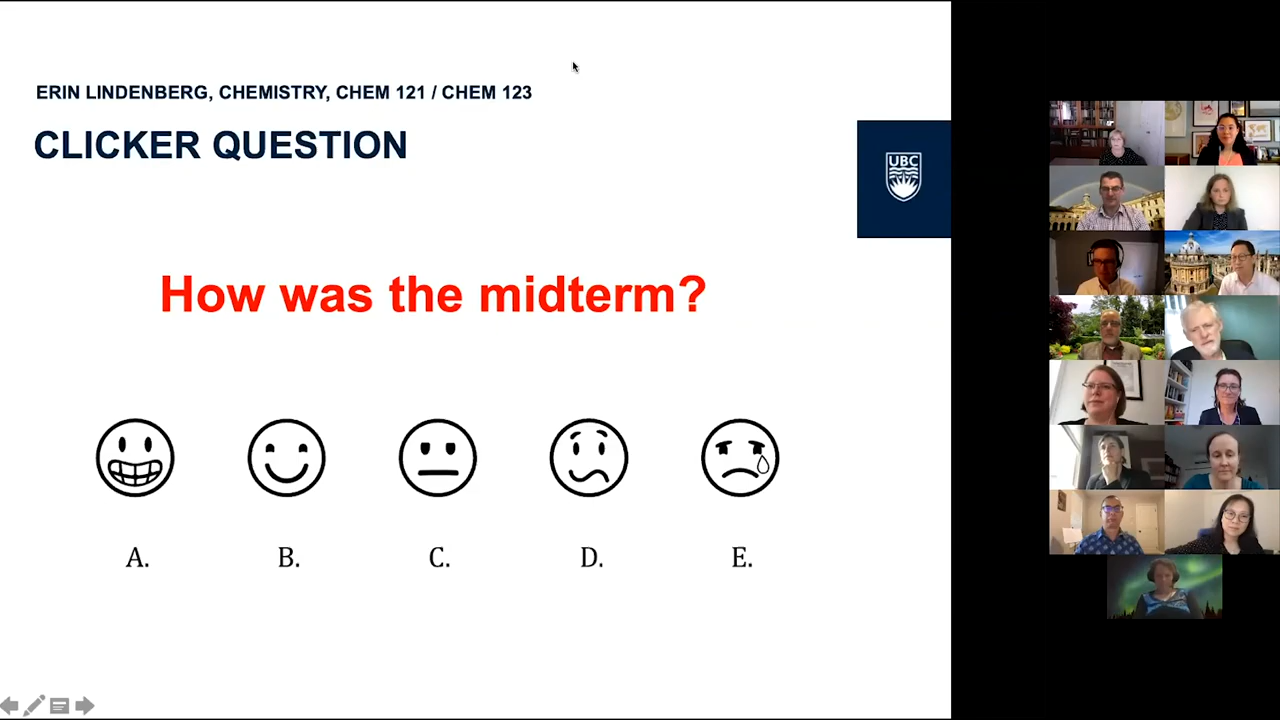 ERIN LINDENBERG, CHEMISTRY, CHEM 121 / CHEM 123
CLICKER QUESTION
UBC
How was the midterm?
A. B. C. D. E.